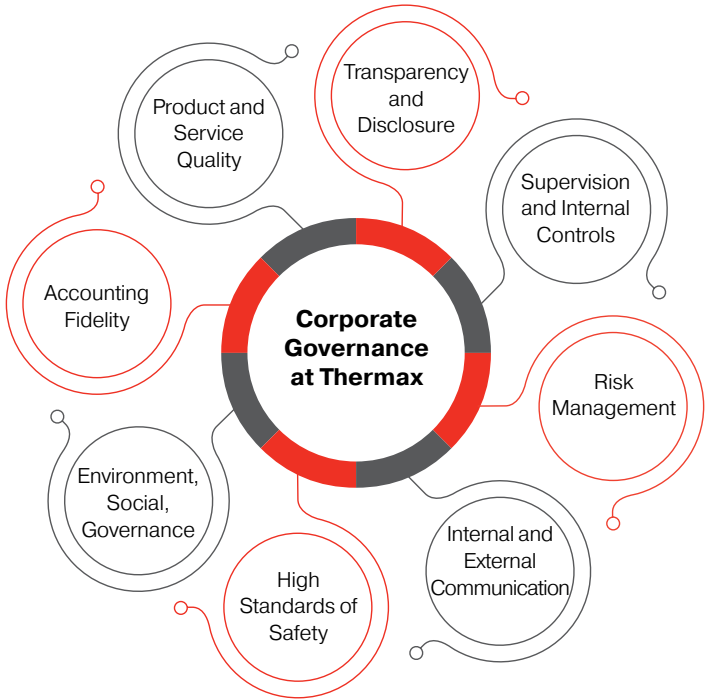 Transparency
and
Disclosure
Product and
Service
Quality
Supervision
and Internal
Controls
Accounting
Fidelity
Corporate
Governance
at Thermax
Risk
Management
Environment,
Social,
Governance
Internal and
External
Communication
High
Standards of
Safety